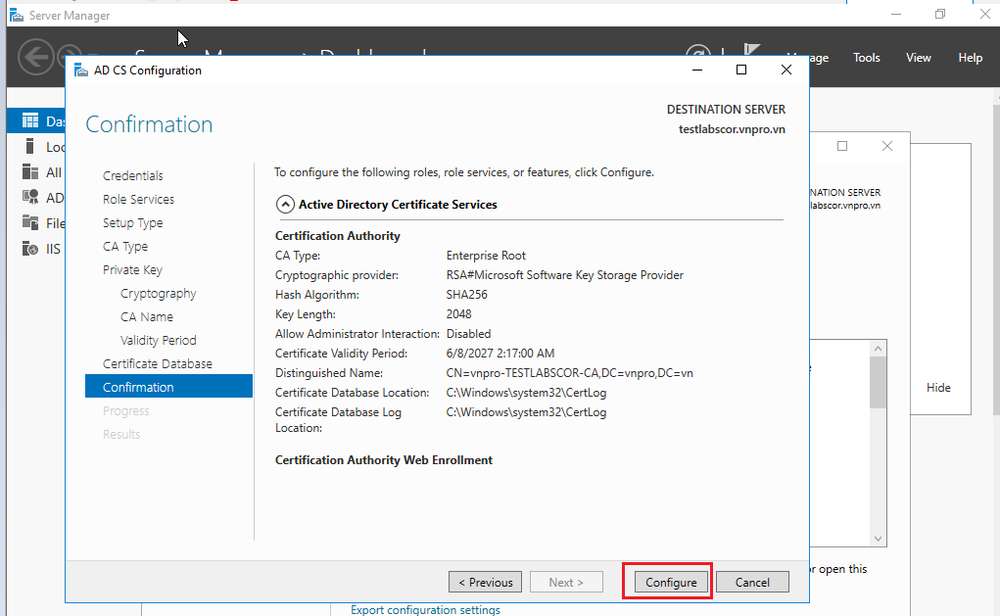 Server Manager
Manage
Tools
View
Help
AD CS Configuration
Confirmation
DESTINATION SERVER
testlabscor.vnpro.vn
Das
Loc
All
AD
File
IIS
Credentials
Role Services
Setup Type
CA Type
Private Key
Cryptography
CA Name
Validity Period
Certificate Database
Confirmation
Progress
Results
To configure the following roles, role services, or features, click Configure.
Active Directory Certificate Services
Certification Authority
CA Type: Enterprise Root
Cryptographic provider: RSA#Microsoft Software Key Storage Provider
Hash Algorithm: SHA256
Key Length: 2048
Allow Administrator Interaction: Disabled
Certificate Validity Period: 6/8/2027 2:17:00 AM
Distinguished Name: CN=vnpro-TESTLABSCOR-CA,DC=vnpro,DC=vn
Certificate Database Location: C:\Windows\system32\CertLog
Certificate Database Log C:\Windows\system32\CertLog
Location:
Certification Authority Web Enrollment
NATION SERVER
labscor.vnpro.vn
Hide
or open this
< Previous
Next >
Configure
Cancel
Export configuration settings